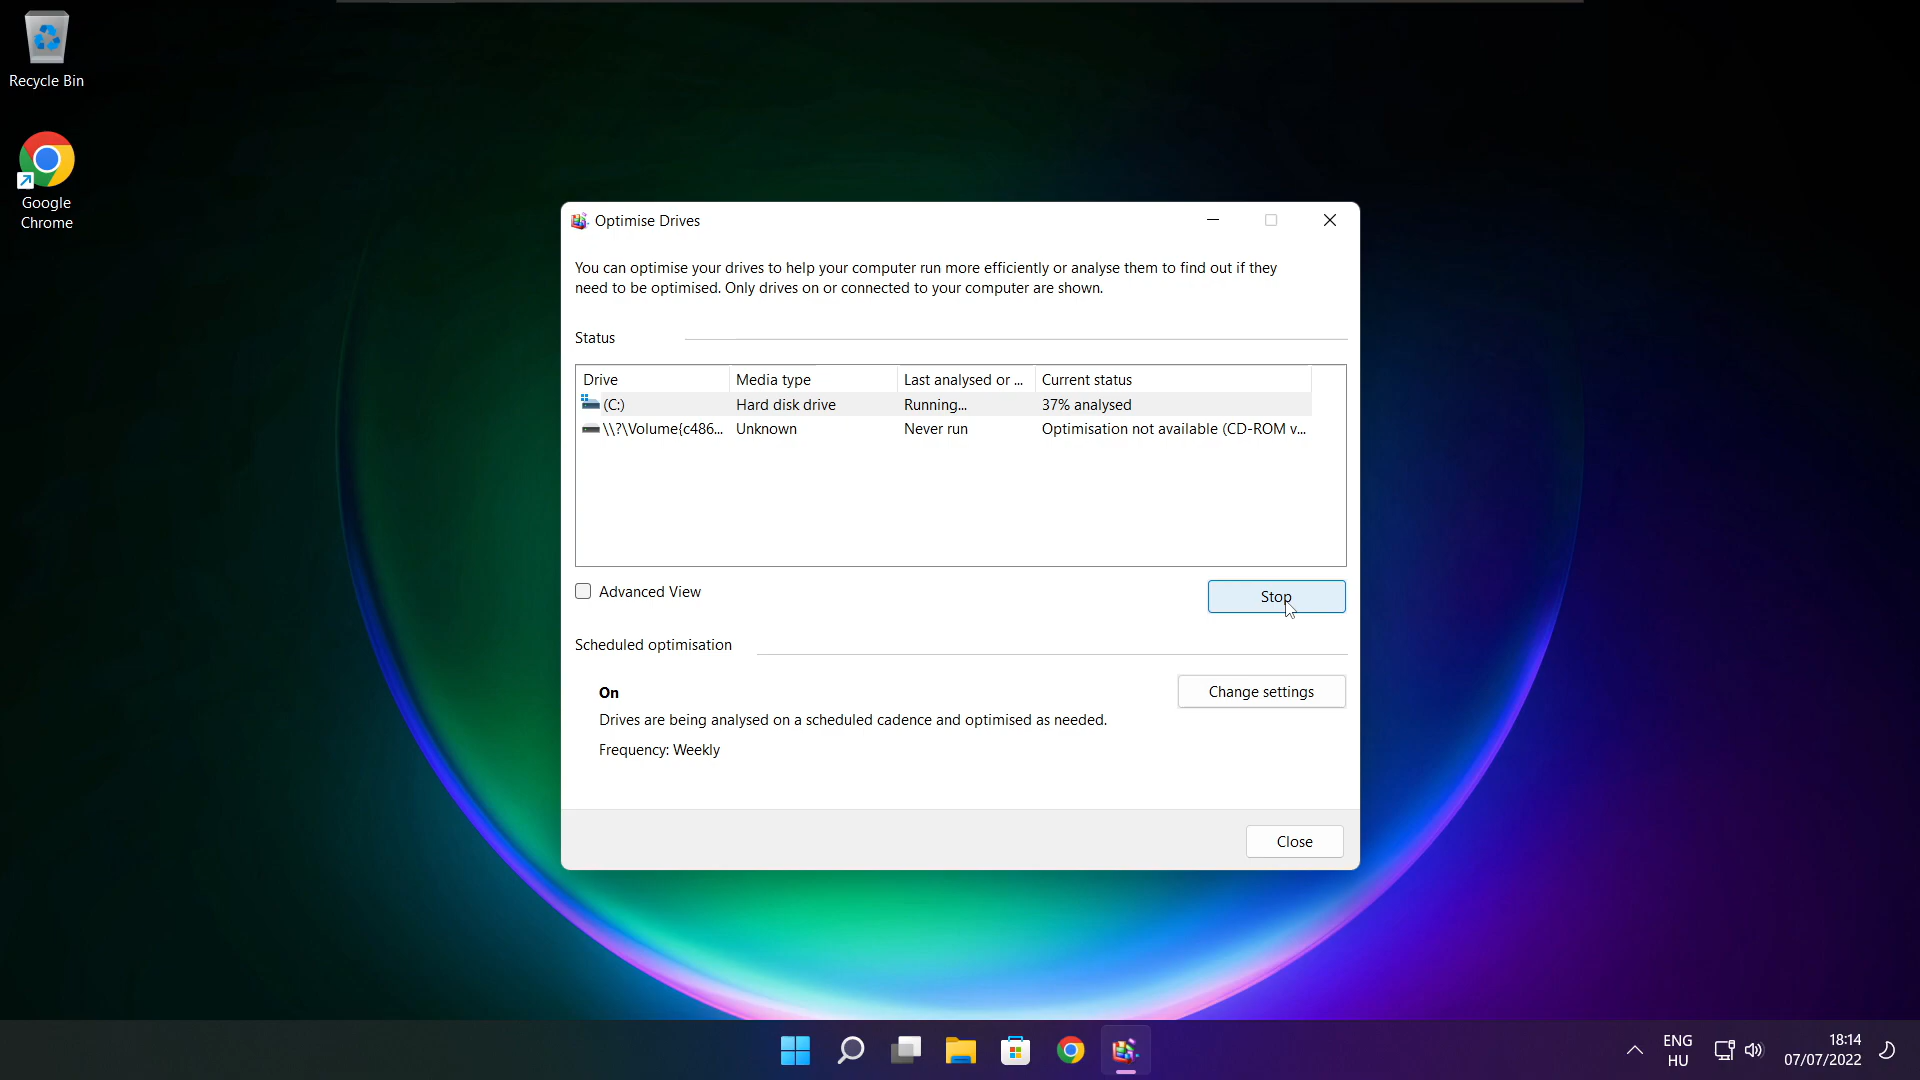 Recycle Bin
Google
Chrome
Optimise Drives
You can optimise your drives to help your computer run more efficiently or analyse them to find out if they
need to be optimised. Only drives on or connected to your computer are shown.
Status
Drive Media type Last analysed or ... Current status
(C:) Hard disk drive Running... 37% analysed
\\?\Volume{c486... Unknown Never run Optimisation not available (CD-ROM v...
Advanced View
Stop
Scheduled optimisation
On
Change settings
Drives are being analysed on a scheduled cadence and optimised as needed.
Frequency: Weekly
Close
ENG
HU
18:14
07/07/2022